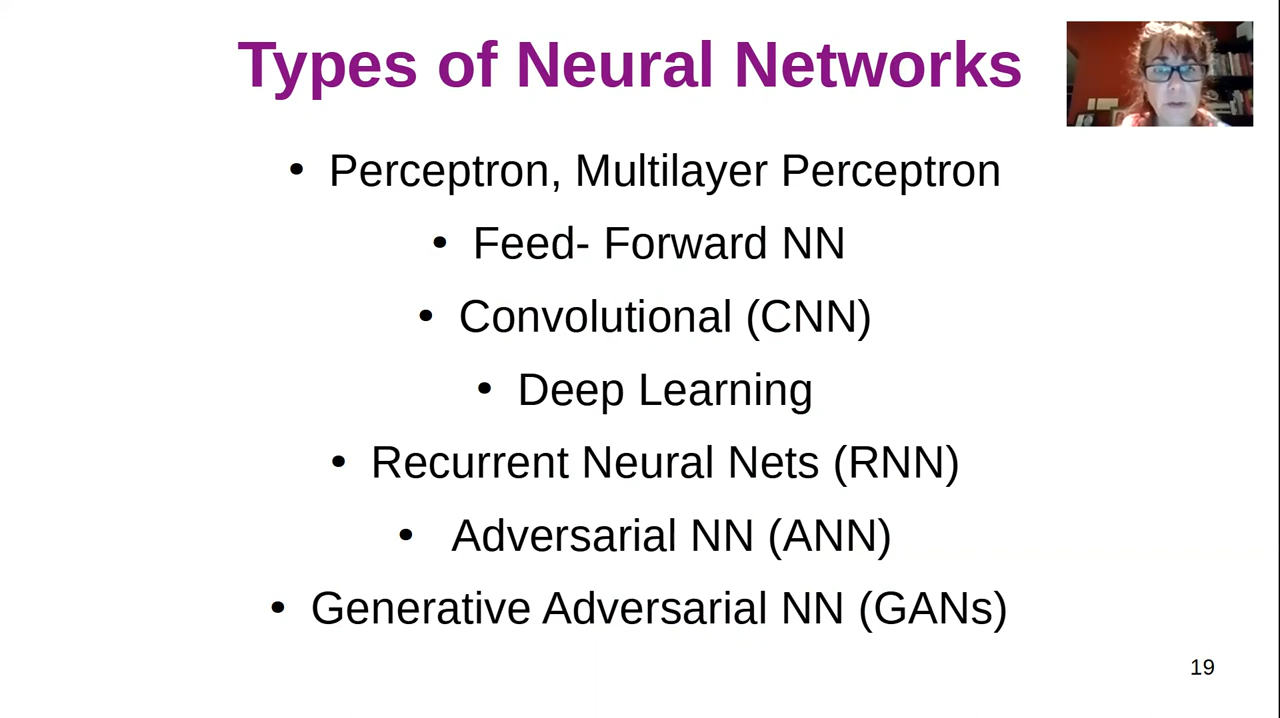 Types of Neural Networks
• Perceptron, Multilayer Perceptron
• Feed- Forward NN
• Convolutional (CNN)
• Deep Learning
• Recurrent Neural Nets (RNN)
• Adversarial NN (ANN)
• Generative Adversarial NN (GANs)
19